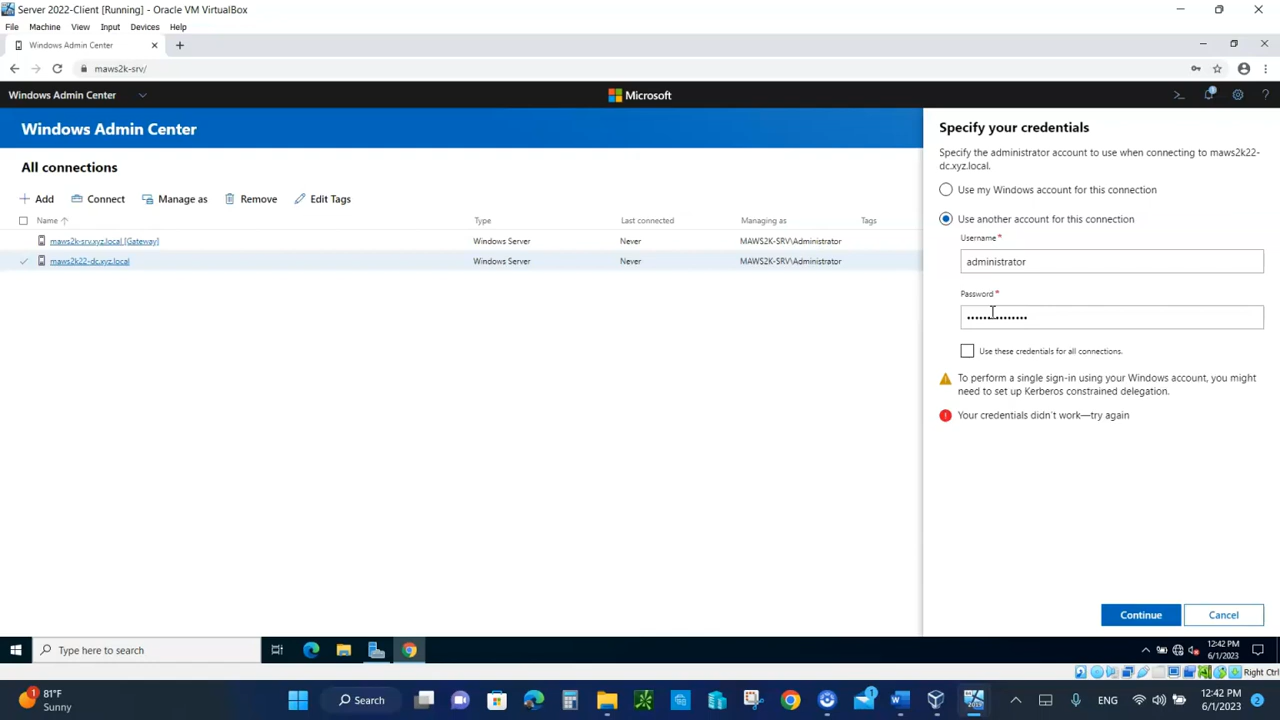 Server 2022-Client [Running] - Oracle VM VirtualBox
File Machine View Input Devices Help
Windows Admin Center
maws2k-srv/
Windows Admin Center
Microsoft
Windows Admin Center
All connections
Add Connect Manage as Remove Edit Tags
Name Type Last connected Managing as Tags
maws2k-srv.xyz.local [Gateway] Windows Server Never MAWS2K-SRV\Administrator
maws2k22-dc.xyz.local Windows Server Never MAWS2K-SRV\Administrator
Specify your credentials
Specify the administrator account to use when connecting to maws2k22-
dc.xyz.local.
Use my Windows account for this connection
Use another account for this connection
Username*
administrator
Password*
Use these credentials for all connections.
To perform a single sign-in using your Windows account, you might
need to set up Kerberos constrained delegation.
Your credentials didn't work—try again
Continue Cancel
Type here to search
12:42 PM
6/1/2023
Right Ctrl
81°F
Sunny
Search
ENG
12:42 PM
6/1/2023